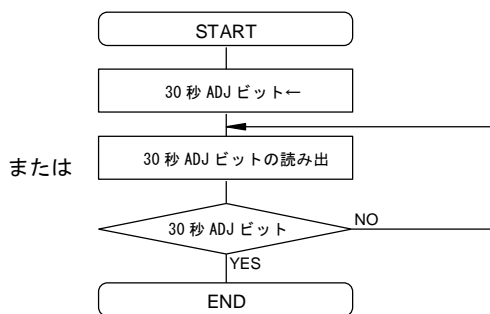 START
30 秒 ADJ ビット←
30 秒 ADJ ビットの読み出
または
30 秒 ADJ ビット
NO
YES
END